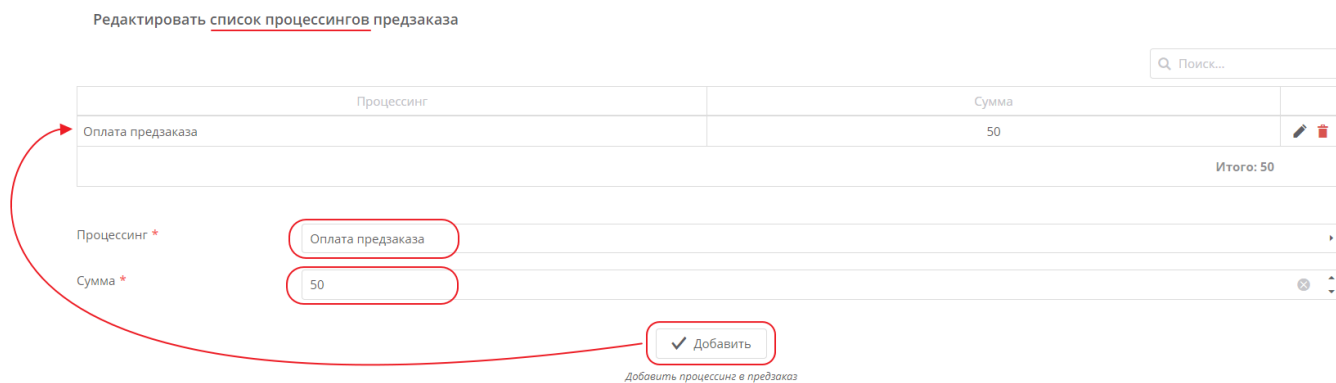 Редактировать список процессингов предзаказа
Поиск...
Процессинг Сумма
Оплата предзаказа 50
Итого: 50
Процессинг * Оплата предзаказа
Сумма * 50
Добавить
Добавить процессинг в предзаказ